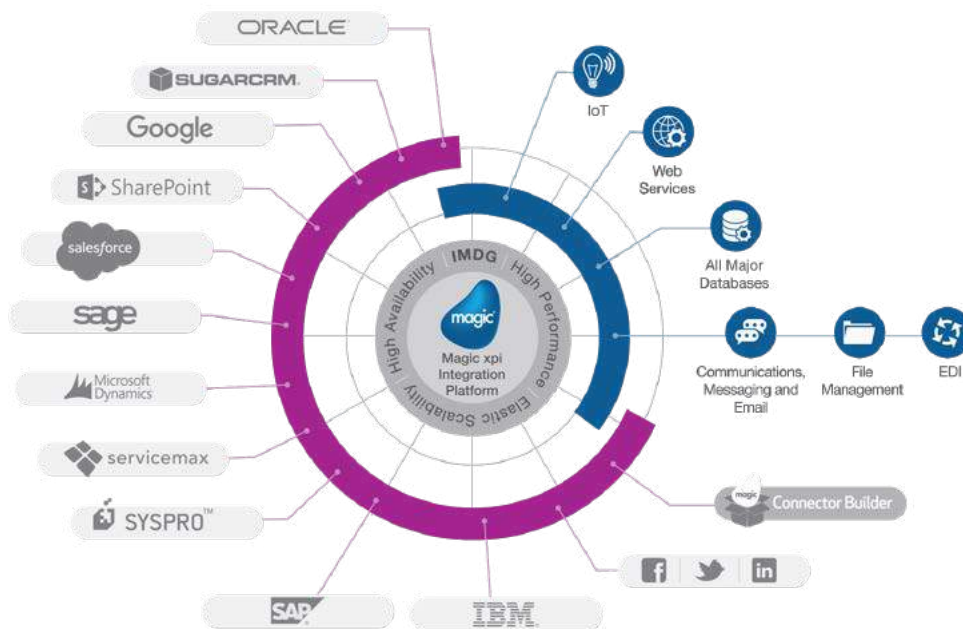 ORACLE
SUGARCRM.
Google
S SharePoint
salesforce
sage
Microsoft
Dynamics
servicemax
SYSPRO™
SAP
IBM
f in
magic Connector Builder
IoT
Web
Services
All Major
Databases
Communications,
Messaging and
Email
File
Management
EDI
High Availability
IMDG
High Performance
Elastic Scalability
magic
Magic xpi
Integration
Platform